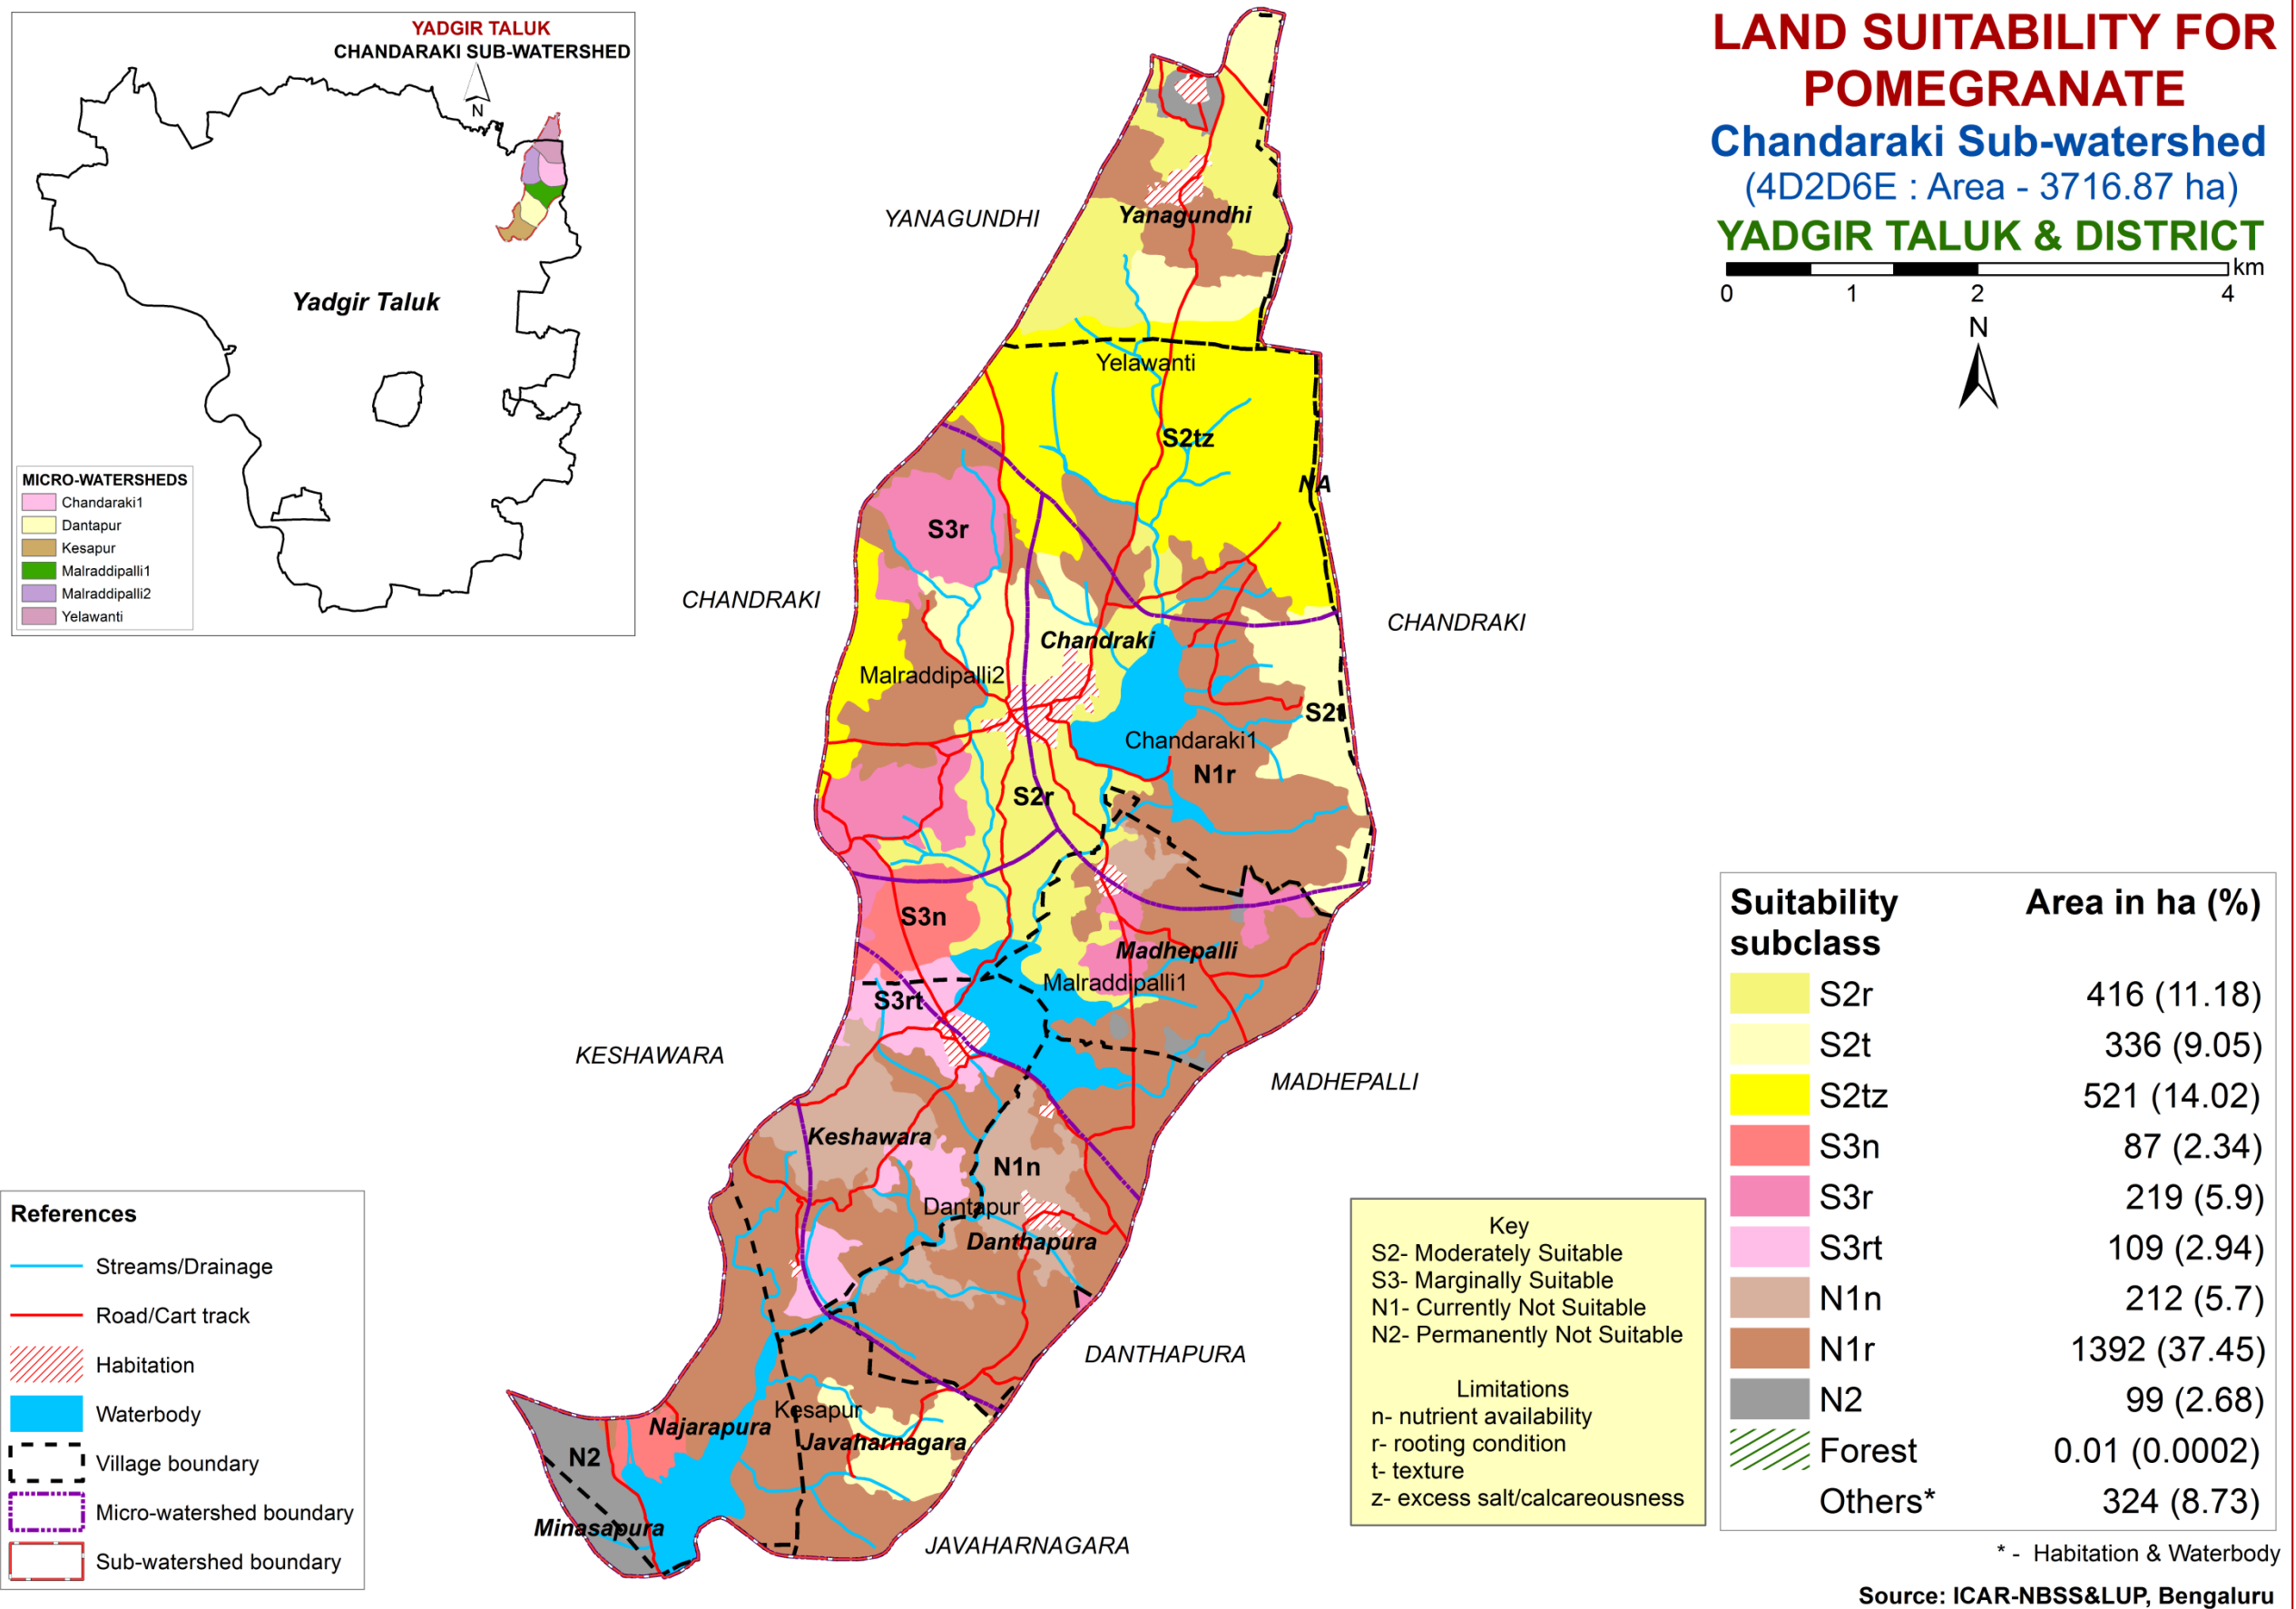 YADGIR TALUK
CHANDARAKI SUB-WATERSHED
N
Yadgir Taluk
MICRO-WATERSHEDS
Chandaraki1
Dantapur
Kesapur
Malraddipalli1
Malraddipalli2
Yelawanti
LAND SUITABILITY FOR
POMEGRANATE
Chandaraki Sub-watershed
(4D2D6E : Area - 3716.87 ha)
YADGIR TALUK & DISTRICT
km
0 1 2 4
N
YANAGUNDHI
Yanagundhi
Yelawanti
S2tz
NA
S3r
CHANDRAKI
CHANDRAKI
Chandraki
Malraddipalli2
S2t
Chandaraki1
N1r
S2r
S3n
Madhepalli
Malraddipalli1
S3rt
KESHAWARA
MADHEPALLI
Keshawara
N1n
Dantapur
Danthapura
DANTHAPURA
Kesapur
Najarapura
Javaharnagara
N2
Minasapura
JAVAHARNAGARA
References
Streams/Drainage
Road/Cart track
Habitation
Waterbody
Village boundary
Micro-watershed boundary
Sub-watershed boundary
Key
S2- Moderately Suitable
S3- Marginally Suitable
N1- Currently Not Suitable
N2- Permanently Not Suitable
Limitations
n- nutrient availability
r- rooting condition
t- texture
z- excess salt/calcareousness
Suitability subclass Area in ha (%)
S2r 416 (11.18)
S2t 336 (9.05)
S2tz 521 (14.02)
S3n 87 (2.34)
S3r 219 (5.9)
S3rt 109 (2.94)
N1n 212 (5.7)
N1r 1392 (37.45)
N2 99 (2.68)
Forest 0.01 (0.0002)
Others* 324 (8.73)
* - Habitation & Waterbody
Source: ICAR-NBSS&LUP, Bengaluru